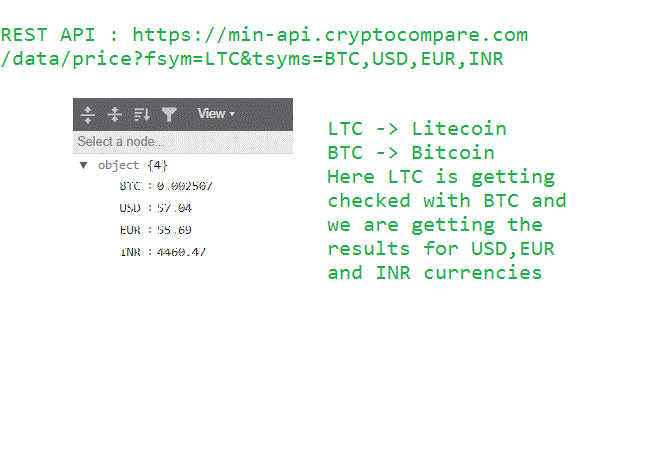 REST API : https://min-api.cryptocompare.com
/data/price?fsym=LTC&tsyms=BTC,USD,EUR,INR
View
Select a node...
object {4}
BTC : 0.002507
USD : 57.04
EUR : 55.69
INR : 4460.47
LTC -> Litecoin
BTC -> Bitcoin
Here LTC is getting
checked with BTC and
we are getting the
results for USD,EUR
and INR currencies